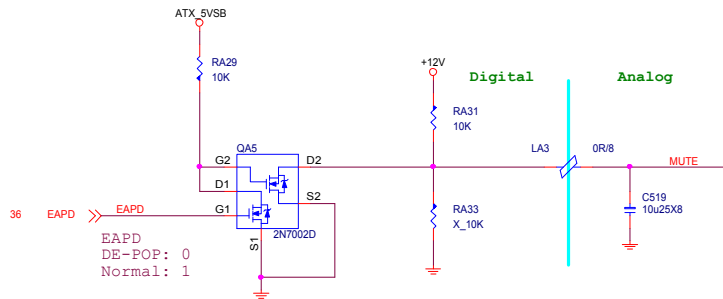 ATX_5VSB
RA29
10K
+12V
Digital
Analog
RA31
10K
QA5
G2
D2
LA3
0R/8
MUTE
D1
S2
C519
10u25X8
36
EAPD
EAPD
G1
RA33
X_10K
2N7002D
S1
EAPD
DE-POP: 0
Normal: 1